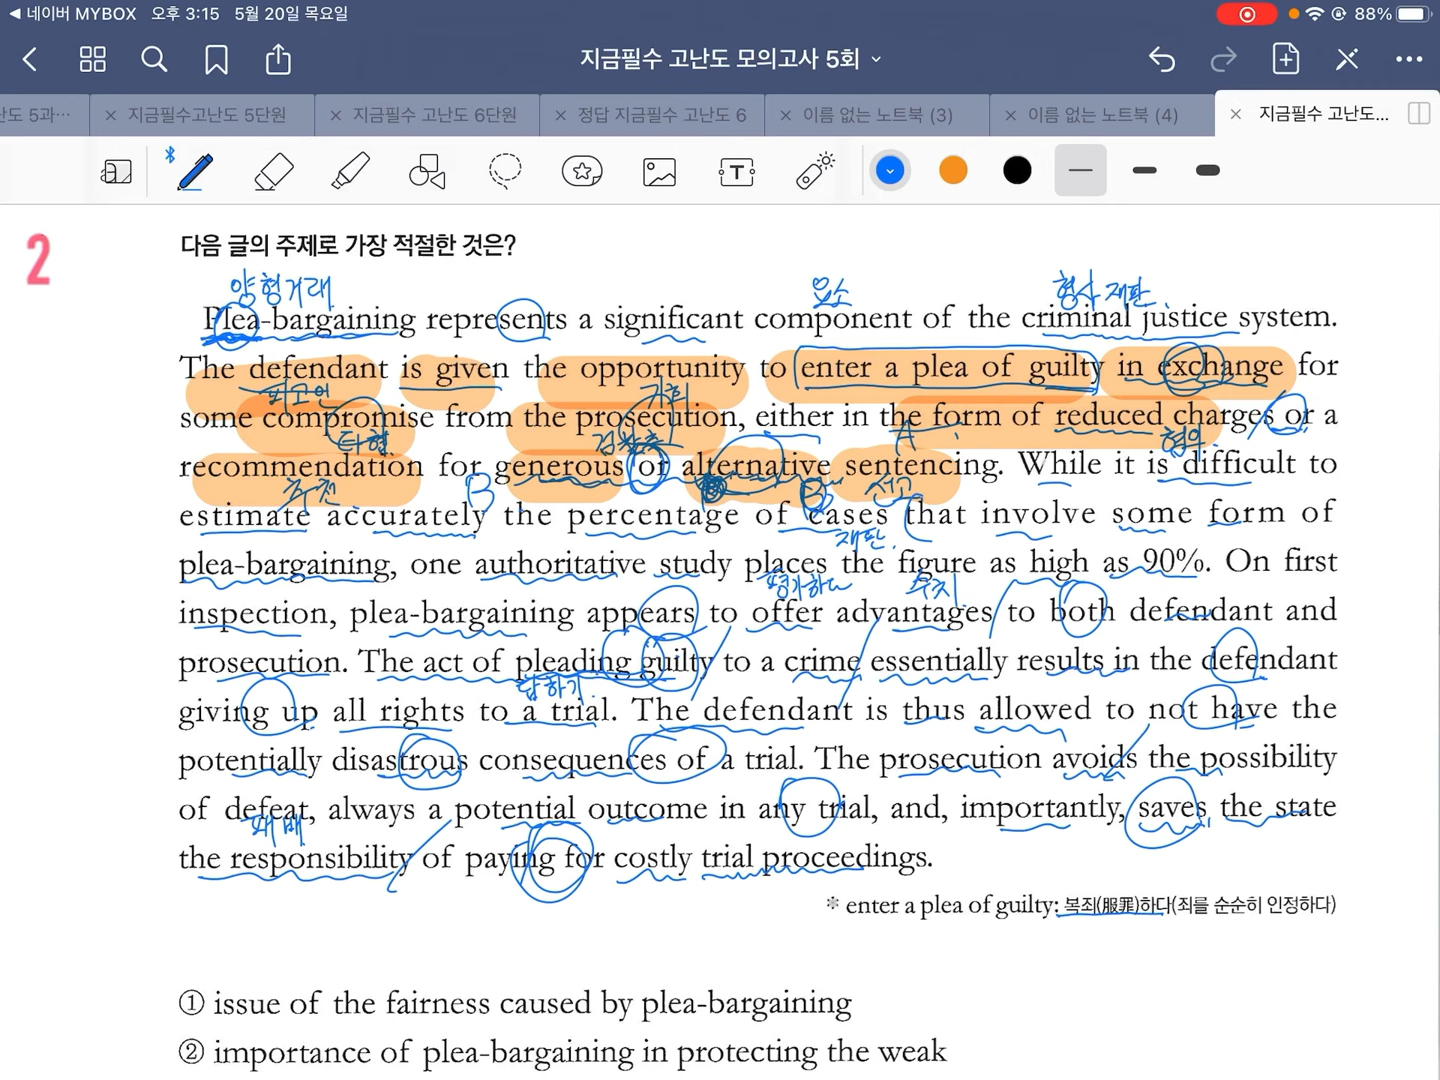 네이버 MYBOX 오후 3:15 5월 20일 목요일 88%
지금필수 고난도 모의고사 5회
난도 5과… 지금필수고난도 5단원 지금필수 고난도 6단원 정답 지금필수 고난도 6 이름 없는 노트북 (3) 이름 없는 노트북 (4) 지금필수 고난도...
2 다음 글의 주제로 가장 적절한 것은?
양형거래 요소 형사 재판
Plea-bargaining represents a significant component of the criminal justice system.
The defendant is given the opportunity to enter a plea of guilty in exchange for
피고인 기회
some compromise from the prosecution, either in the form of reduced charges or a
타협 검찰측 A 혐의
recommendation for generous or alternative sentencing. While it is difficult to
추천 B 선고
estimate accurately the percentage of cases that involve some form of
재판
plea-bargaining, one authoritative study places the figure as high as 90%. On first
평가하다 수치
inspection, plea-bargaining appears to offer advantages to both defendant and
prosecution. The act of pleading guilty to a crime essentially results in the defendant
답하기
giving up all rights to a trial. The defendant is thus allowed to not have the
potentially disastrous consequences of a trial. The prosecution avoids the possibility
of defeat, always a potential outcome in any trial, and, importantly, saves the state
패배
the responsibility of paying for costly trial proceedings.
* enter a plea of guilty: 복죄(服罪)하다(죄를 순순히 인정하다)
① issue of the fairness caused by plea-bargaining
② importance of plea-bargaining in protecting the weak